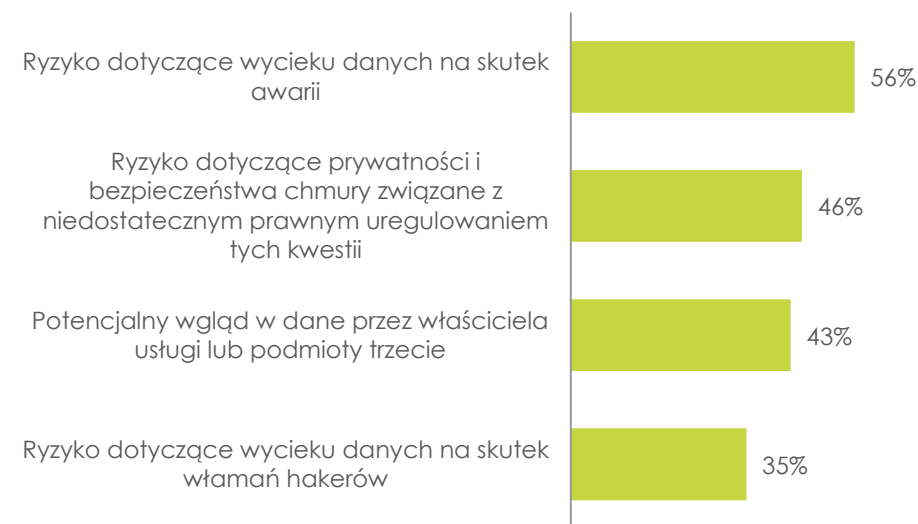 Ryzyko dotyczące wycieku danych na skutek
awarii
56%
Ryzyko dotyczące prywatności i
bezpieczeństwa chmury związane z
niedostatecznym prawnym uregulowaniem
tych kwestii
46%
Potencjalny wgląd w dane przez właściciela
usługi lub podmioty trzecie
43%
Ryzyko dotyczące wycieku danych na skutek
włamań hakerów
35%